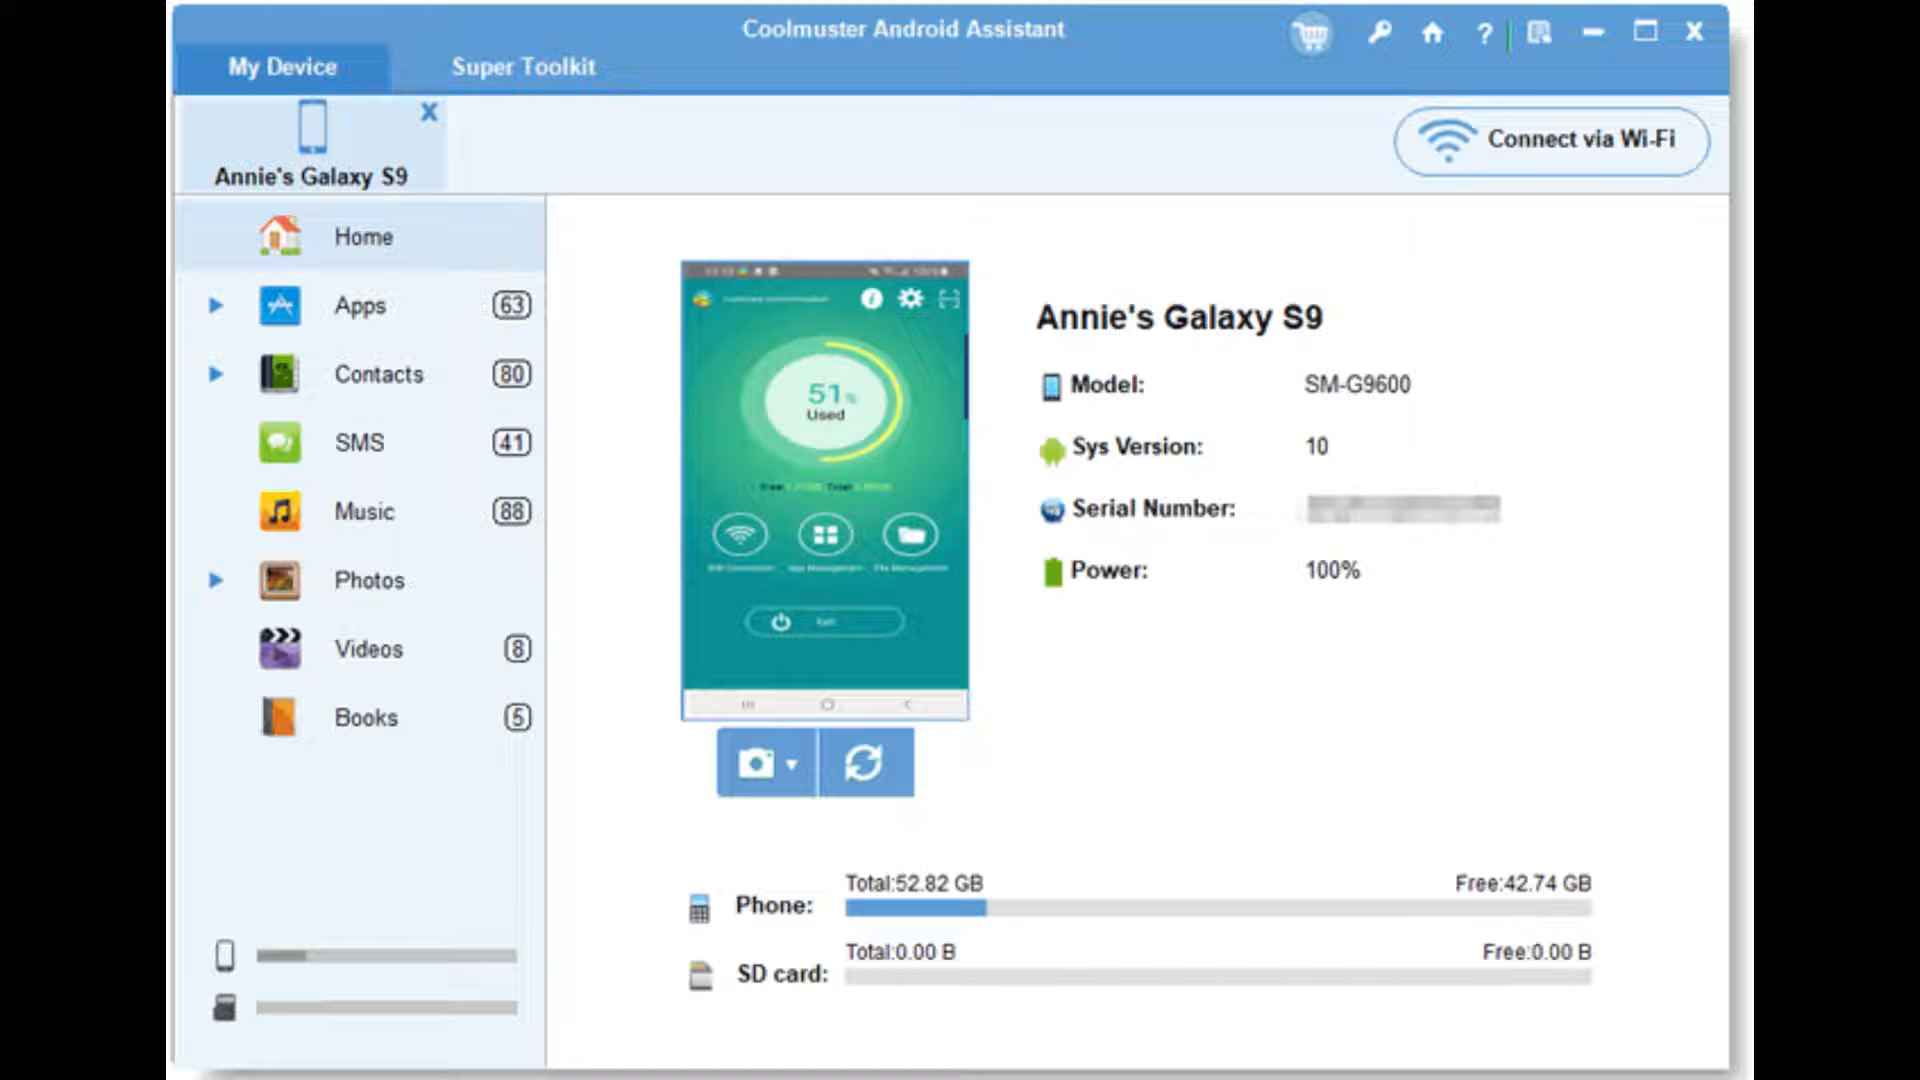 Coolmuster Android Assistant
My Device
Super Toolkit
?
X
X
Annie's Galaxy S9
Connect via Wi-Fi
Home
Apps 63
Contacts 80
SMS 41
Music 88
Photos
Videos 8
Books 5
51%
Used
Exit
Annie's Galaxy S9
Model: SM-G9600
Sys Version: 10
Serial Number:
Power: 100%
Total:52.82 GB Free:42.74 GB
Phone:
Total:0.00 B Free:0.00 B
SD card: